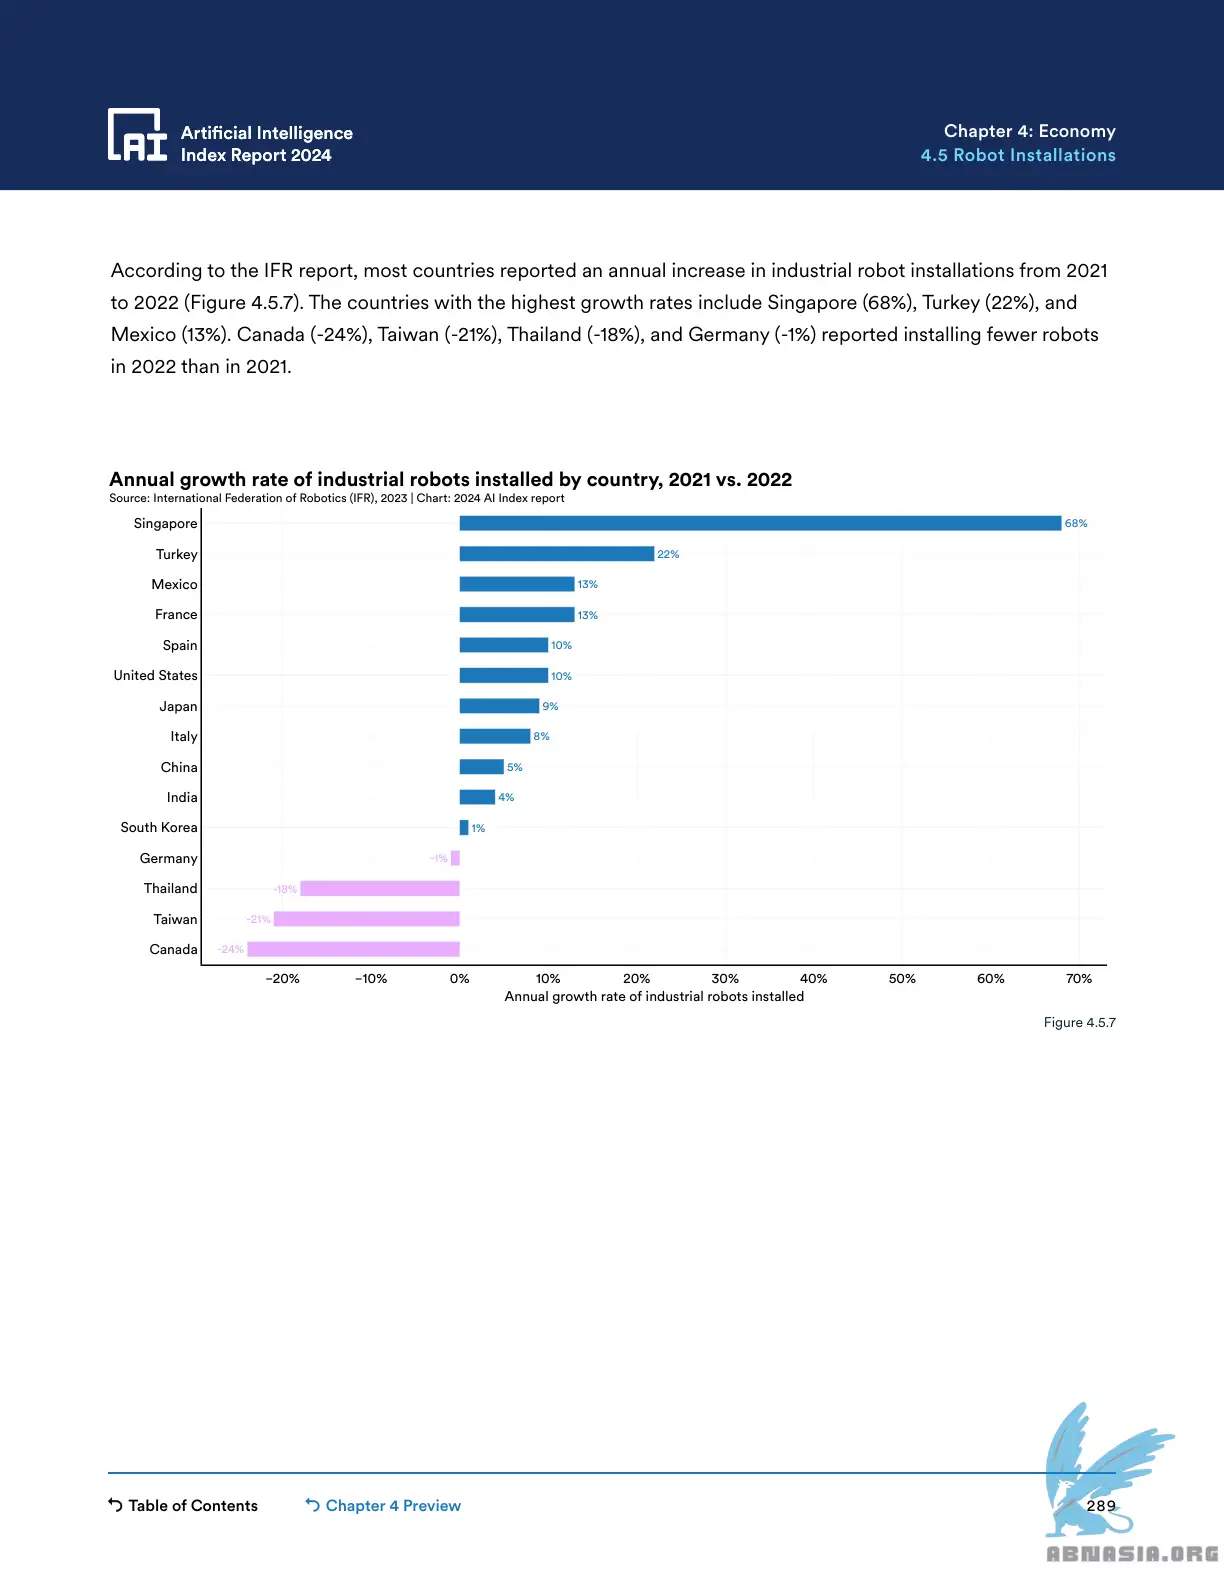 Artificial Intelligence
Index Report 2024
Chapter 4: Economy
4.5 Robot Installations
According to the IFR report, most countries reported an annual increase in industrial robot installations from 2021
to 2022 (Figure 4.5.7). The countries with the highest growth rates include Singapore (68%), Turkey (22%), and
Mexico (13%). Canada (-24%), Taiwan (-21%), Thailand (-18%), and Germany (-1%) reported installing fewer robots
in 2022 than in 2021.
Annual growth rate of industrial robots installed by country, 2021 vs. 2022
Source: International Federation of Robotics (IFR), 2023 | Chart: 2024 AI Index report
Singapore 68%
Turkey 22%
Mexico 13%
France 13%
Spain 10%
United States 10%
Japan 9%
Italy 8%
China 5%
India 4%
South Korea 1%
Germany −1%
Thailand −18%
Taiwan −21%
Canada −24%
−20% −10% 0% 10% 20% 30% 40% 50% 60% 70%
Annual growth rate of industrial robots installed
Figure 4.5.7
Table of Contents Chapter 4 Preview 289
ABNASIA.ORG